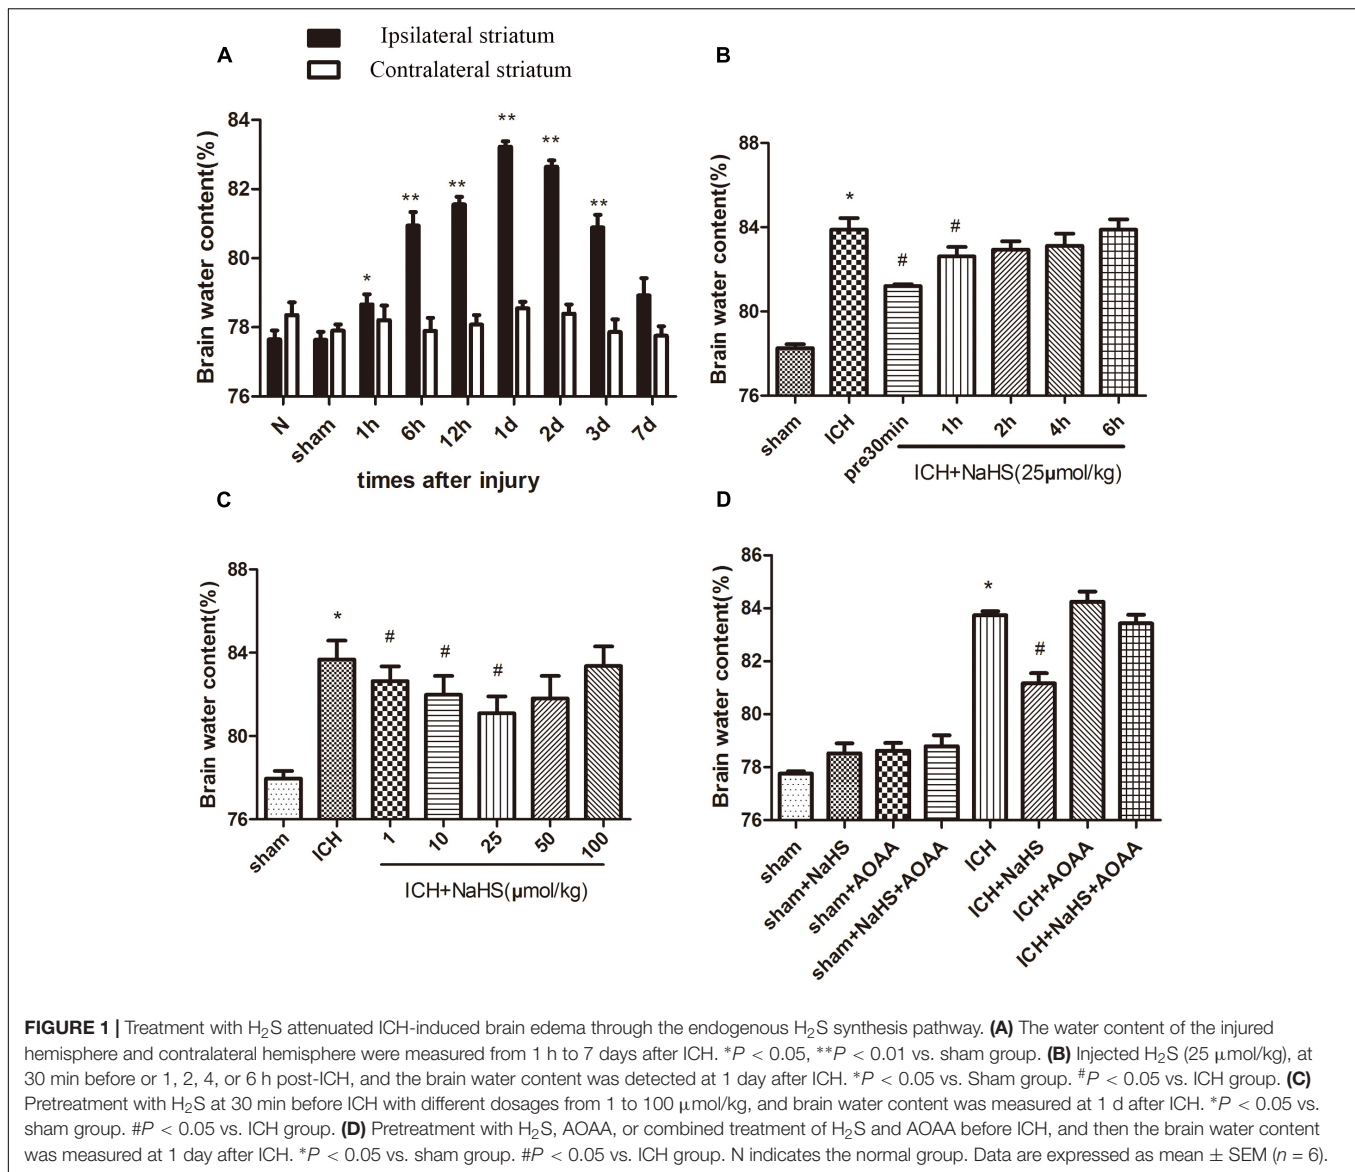 Ipsilateral striatum
Contralateral striatum
A
Brain water content(%)
84
82
80
78
76
*
**
**
**
**
**
N
sham
1h
6h
12h
1d
2d
3d
7d
times after injury
B
Brain water content(%)
88
84
80
76
*
#
#
sham
ICH
pre30min
1h
2h
4h
6h
ICH+NaHS(25μmol/kg)
C
Brain water content(%)
88
84
80
76
*
#
#
#
sham
ICH
1
10
25
50
100
ICH+NaHS(μmol/kg)
D
Brain water content(%)
86
84
82
80
78
76
*
#
sham
sham+NaHS
sham+AOAA
sham+NaHS+AOAA
ICH
ICH+NaHS
ICH+AOAA
ICH+NaHS+AOAA
FIGURE 1 | Treatment with H₂S attenuated ICH-induced brain edema through the endogenous H₂S synthesis pathway. (A) The water content of the injured
hemisphere and contralateral hemisphere were measured from 1 h to 7 days after ICH. *P < 0.05, **P < 0.01 vs. sham group. (B) Injected H₂S (25 μmol/kg), at
30 min before or 1, 2, 4, or 6 h post-ICH, and the brain water content was detected at 1 day after ICH. *P < 0.05 vs. Sham group. #P < 0.05 vs. ICH group. (C)
Pretreatment with H₂S at 30 min before ICH with different dosages from 1 to 100 μmol/kg, and brain water content was measured at 1 d after ICH. *P < 0.05 vs.
sham group. #P < 0.05 vs. ICH group. (D) Pretreatment with H₂S, AOAA, or combined treatment of H₂S and AOAA before ICH, and then the brain water content
was measured at 1 day after ICH. *P < 0.05 vs. sham group. #P < 0.05 vs. ICH group. N indicates the normal group. Data are expressed as mean ± SEM (n = 6).